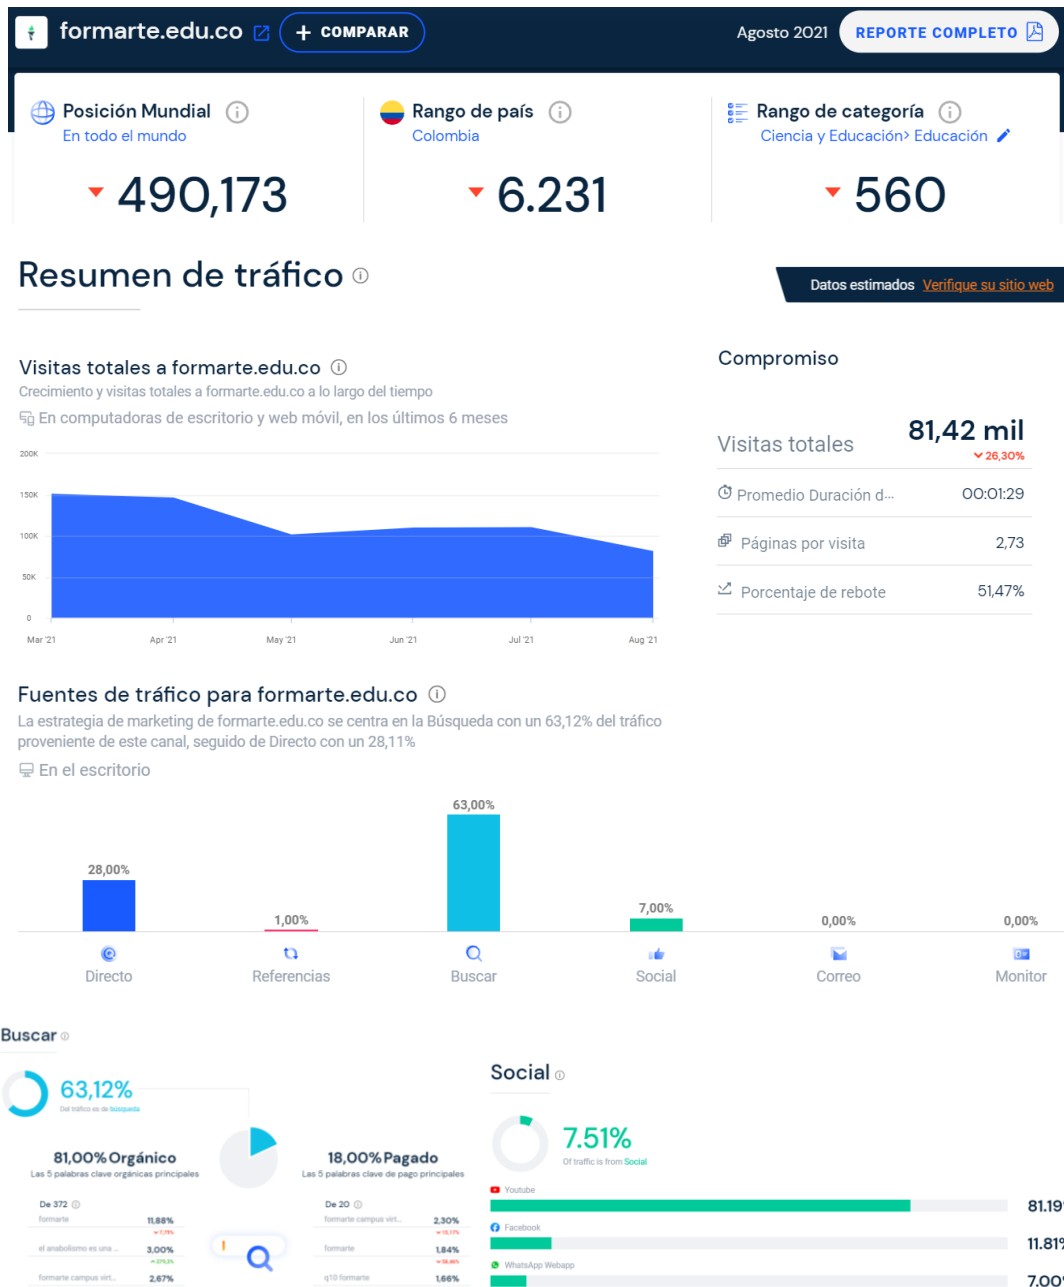 formarte.edu.co + COMPARAR Agosto 2021 REPORTE COMPLETO
Posición Mundial Rango de país Rango de categoría
En todo el mundo Colombia Ciencia y Educación> Educación
490,173 6.231 560
Resumen de tráfico
Datos estimados Verifique su sitio web
Visitas totales a formarte.edu.co
Crecimiento y visitas totales a formarte.edu.co a lo largo del tiempo
En computadoras de escritorio y web móvil, en los últimos 6 meses
200K
150K
100K
50K
0
Mar '21 Apr '21 May '21 Jun '21 Jul '21 Aug '21
Compromiso
Visitas totales 81,42 mil
26,30%
Promedio Duración d... 00:01:29
Páginas por visita 2,73
Porcentaje de rebote 51,47%
Fuentes de tráfico para formarte.edu.co
La estrategia de marketing de formarte.edu.co se centra en la Búsqueda con un 63,12% del tráfico
proveniente de este canal, seguido de Directo con un 28,11%
En el escritorio
28,00% 1,00% 63,00% 7,00% 0,00% 0,00%
Directo Referencias Buscar Social Correo Monitor
Buscar
63,12%
Del tráfico es de búsqueda
81,00% Orgánico
Las 5 palabras clave orgánicas principales
De 372
formarte 11,88%
7,79%
el anabolismo es una ... 3,00%
formarte campus virt... 2,67%
18,00% Pagado
Las 5 palabras clave de pago principales
De 20
formarte campus virt... 2,30%
15,17%
formarte 1,84%
q10 formarte 1,66%
Social
7.51%
Of traffic is from Social
Youtube
81.19
Facebook
11.81%
WhatsApp Webapp
7.00%